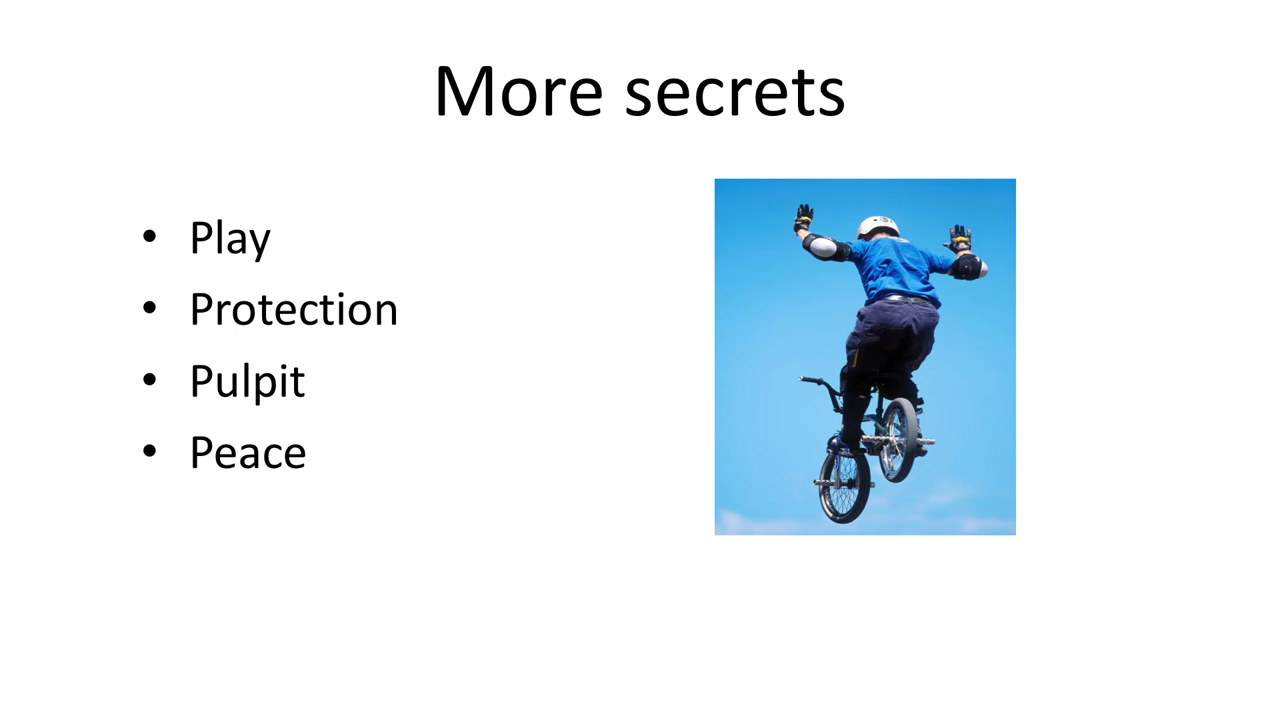 More secrets
• Play
• Protection
• Pulpit
• Peace